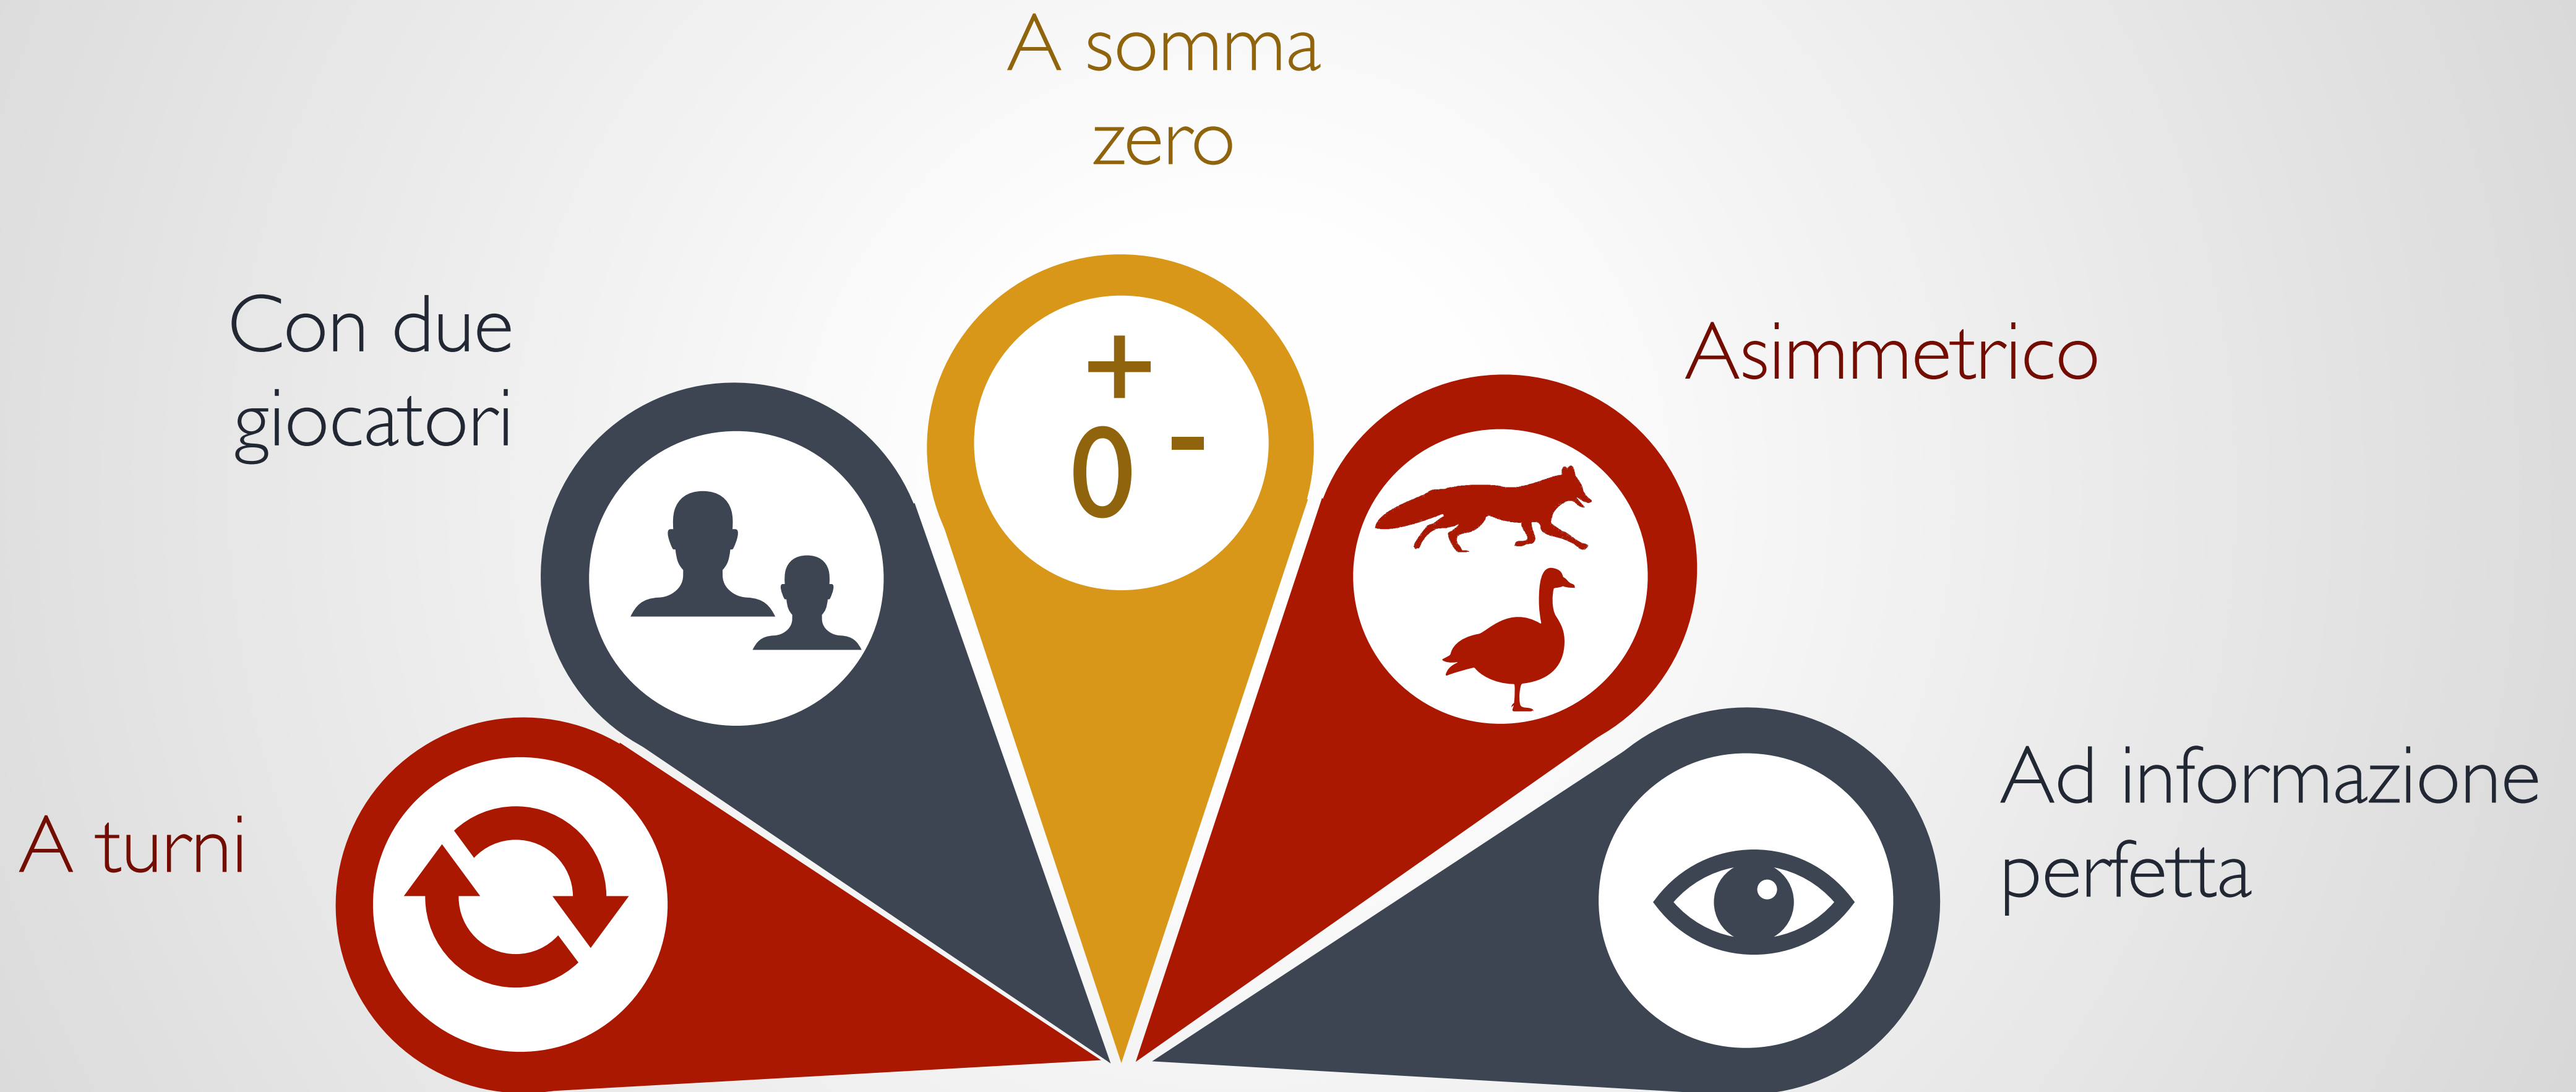 A somma
zero
Con due
giocatori
+
0 -
Asimmetrico
A turni
Ad informazione
perfetta